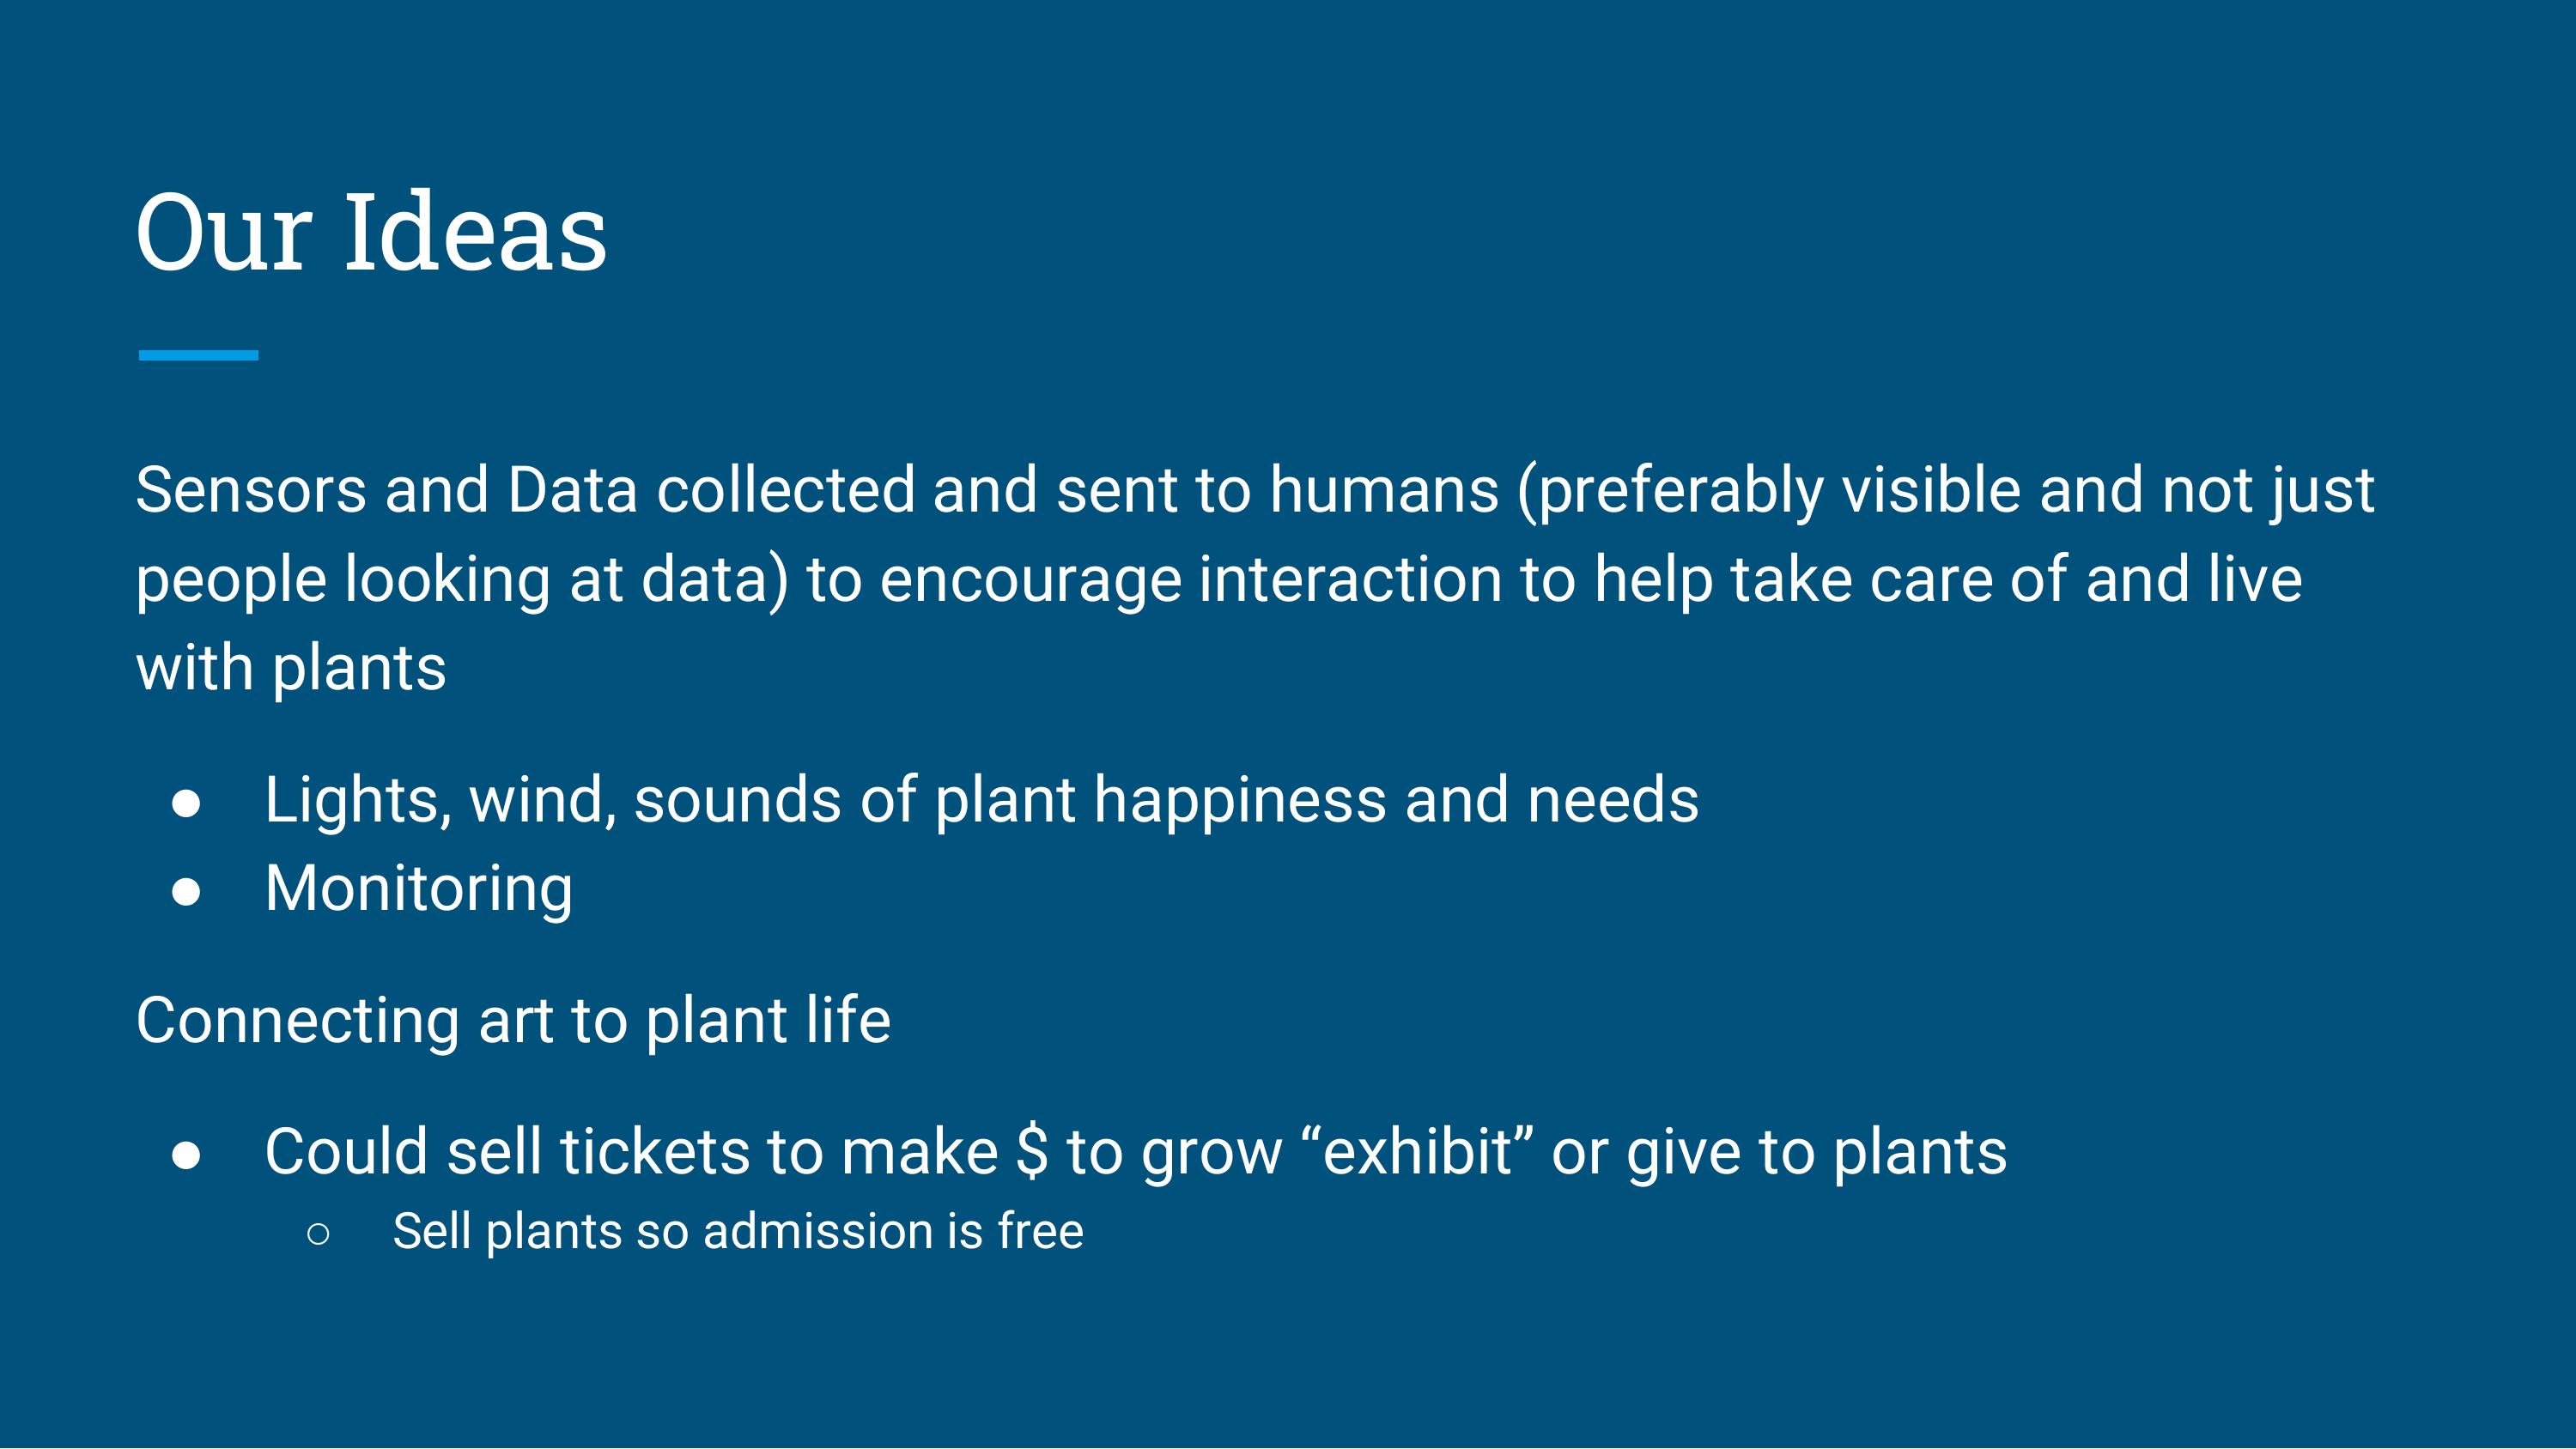 Our Ideas
Sensors and Data collected and sent to humans (preferably visible and not just
people looking at data) to encourage interaction to help take care of and live
with plants
● Lights, wind, sounds of plant happiness and needs
● Monitoring
Connecting art to plant life
● Could sell tickets to make $ to grow “exhibit” or give to plants
○ Sell plants so admission is free